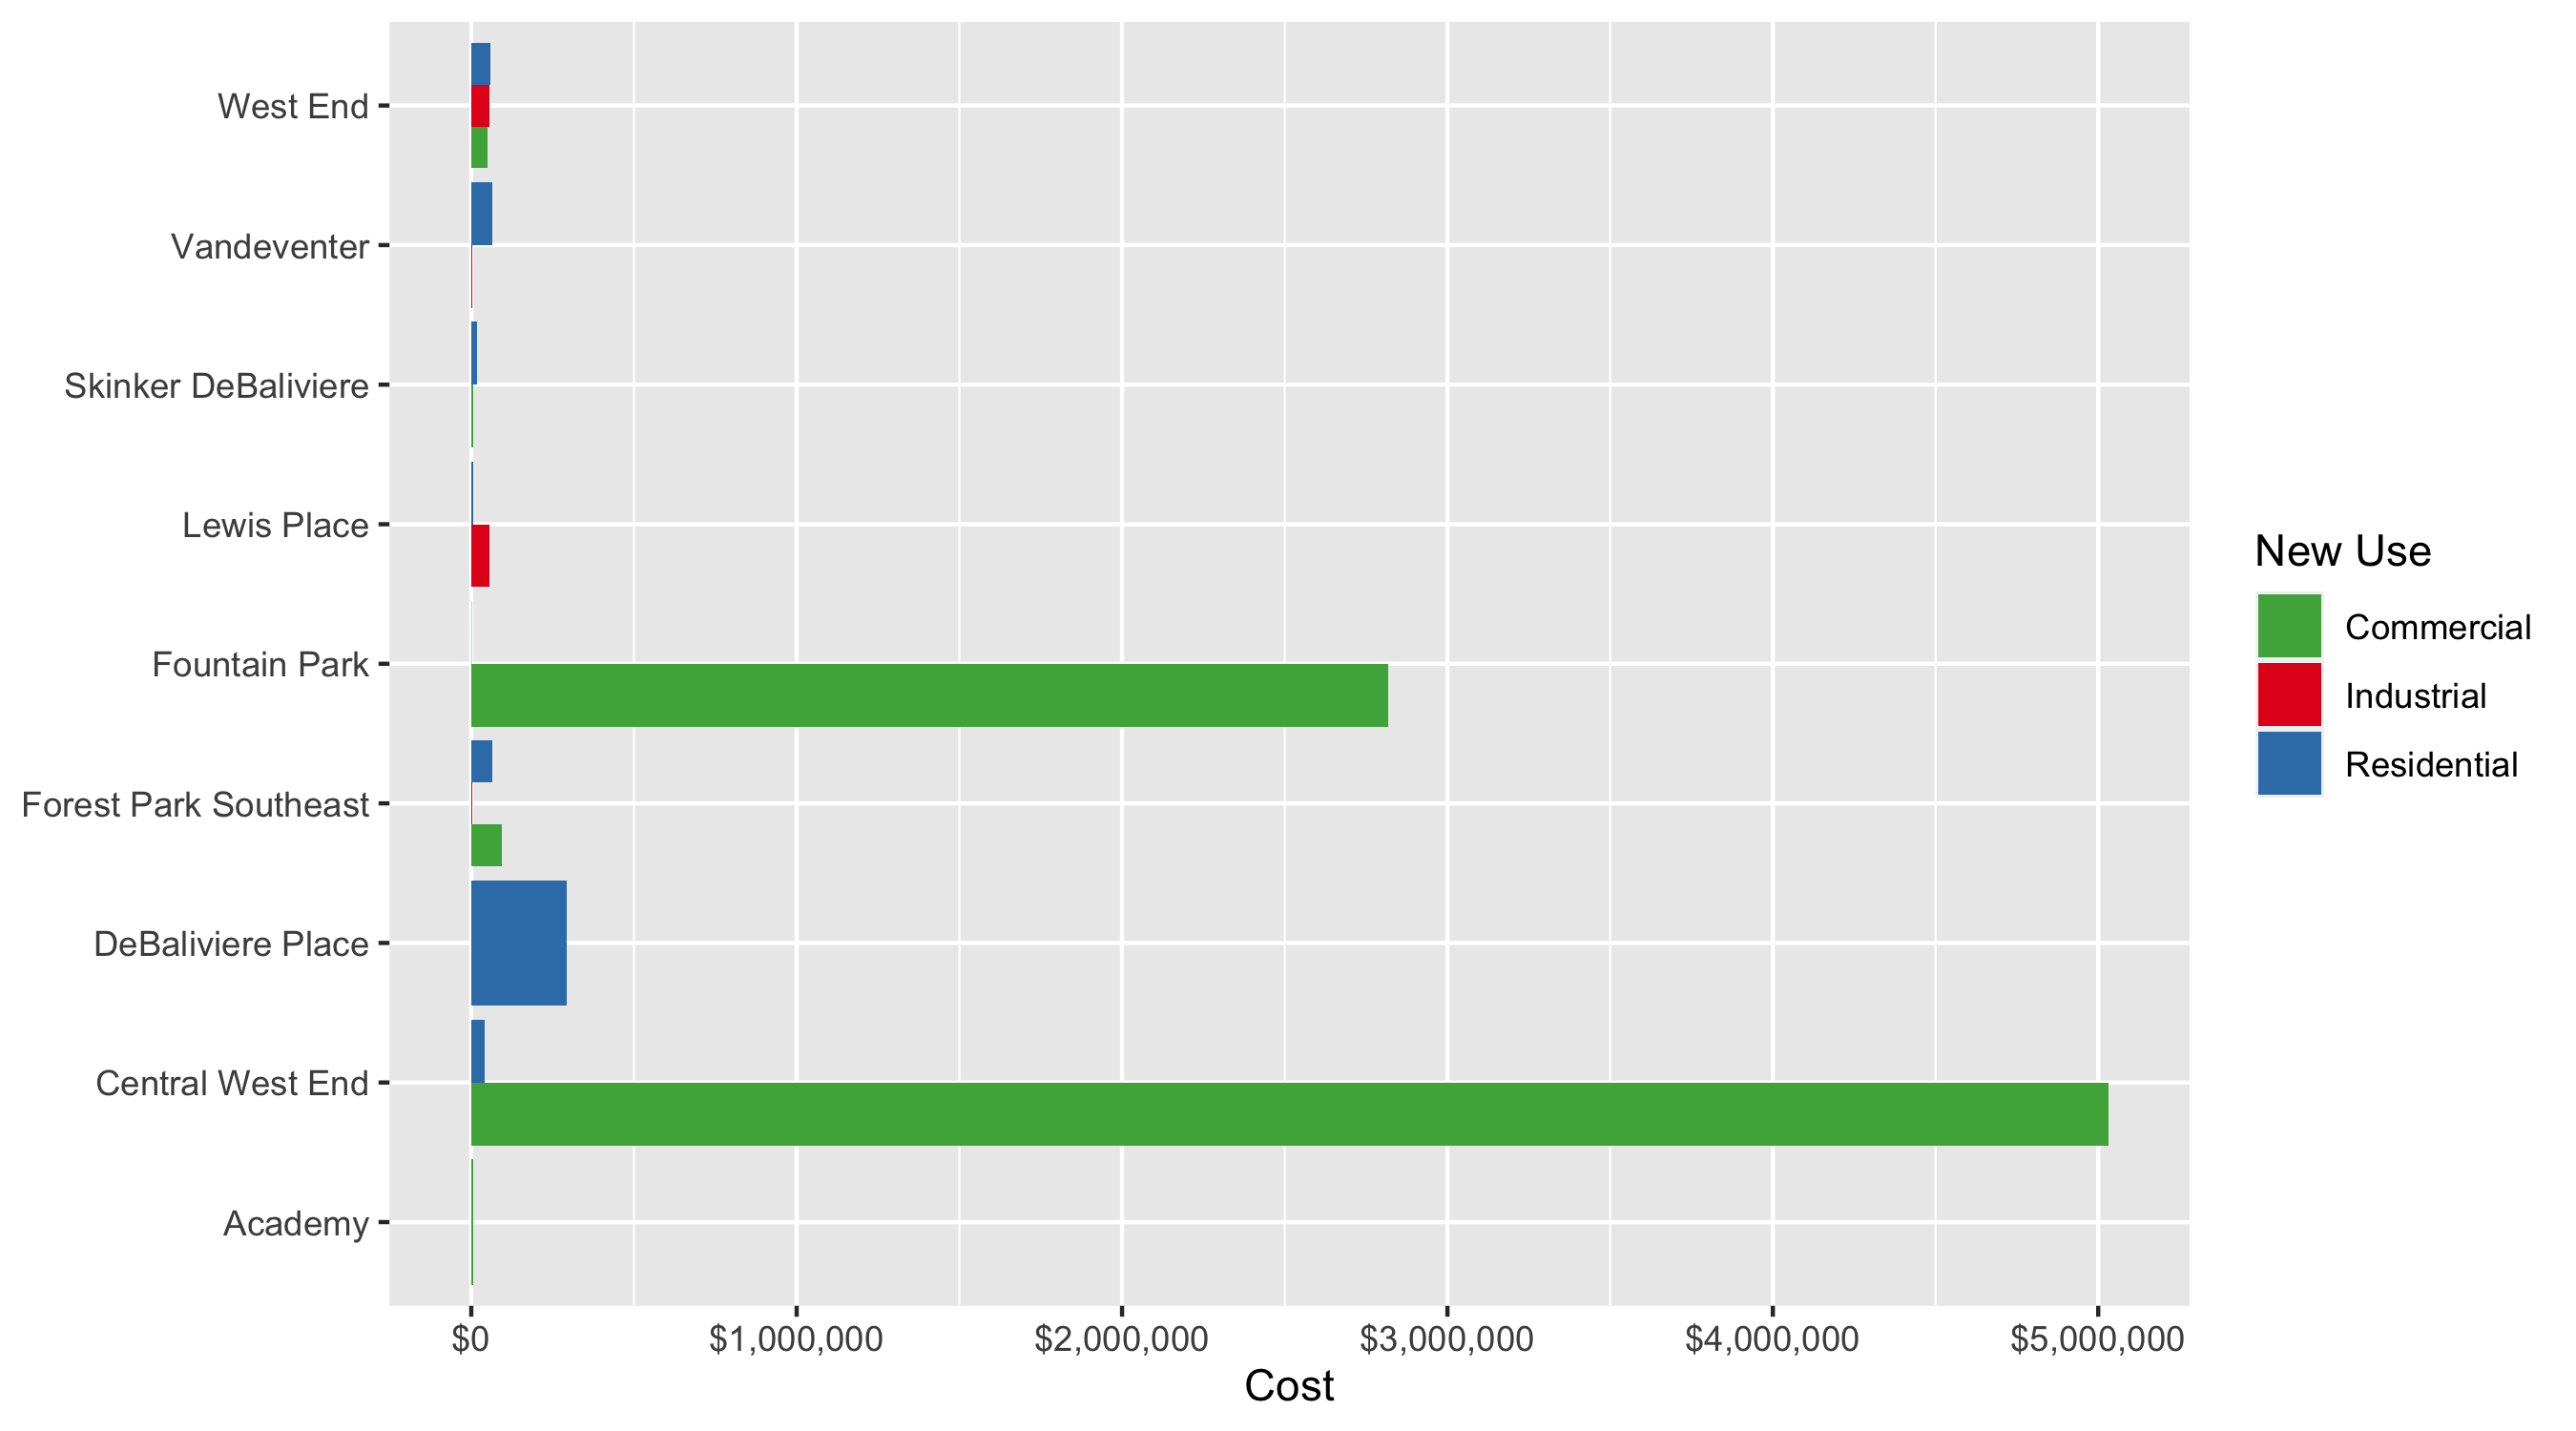 West End
Vandeventer
Skinker DeBaliviere
Lewis Place
Fountain Park
Forest Park Southeast
DeBaliviere Place
Central West End
Academy
$0 $1,000,000 $2,000,000 $3,000,000 $4,000,000 $5,000,000
Cost
New Use
Commercial
Industrial
Residential